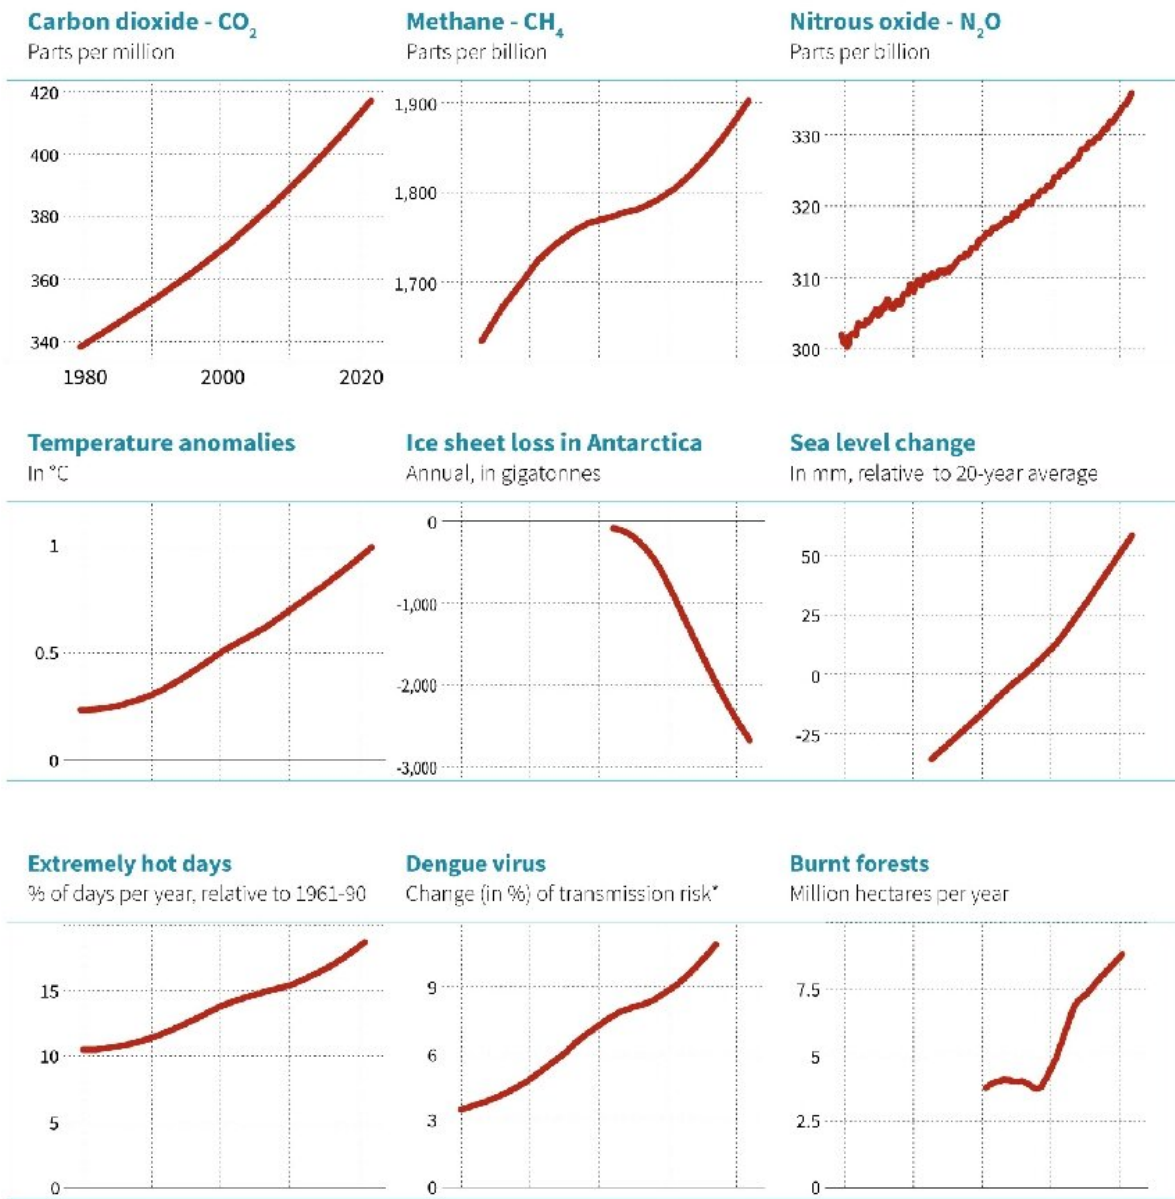 Carbon dioxide - CO₂
Parts per million
420
400
380
360
340
1980 2000 2020
Methane - CH₄
Parts per billion
1,900
1,800
1,700
Nitrous oxide - N₂O
Parts per billion
330
320
310
300
Temperature anomalies
In °C
1
0.5
0
Ice sheet loss in Antarctica
Annual, in gigatonnes
0
-1,000
-2,000
-3,000
Sea level change
In mm, relative to 20-year average
50
25
0
-25
Extremely hot days
% of days per year, relative to 1961-90
15
10
5
0
Dengue virus
Change (in %) of transmission risk*
9
6
3
0
Burnt forests
Million hectares per year
7.5
5
2.5
0